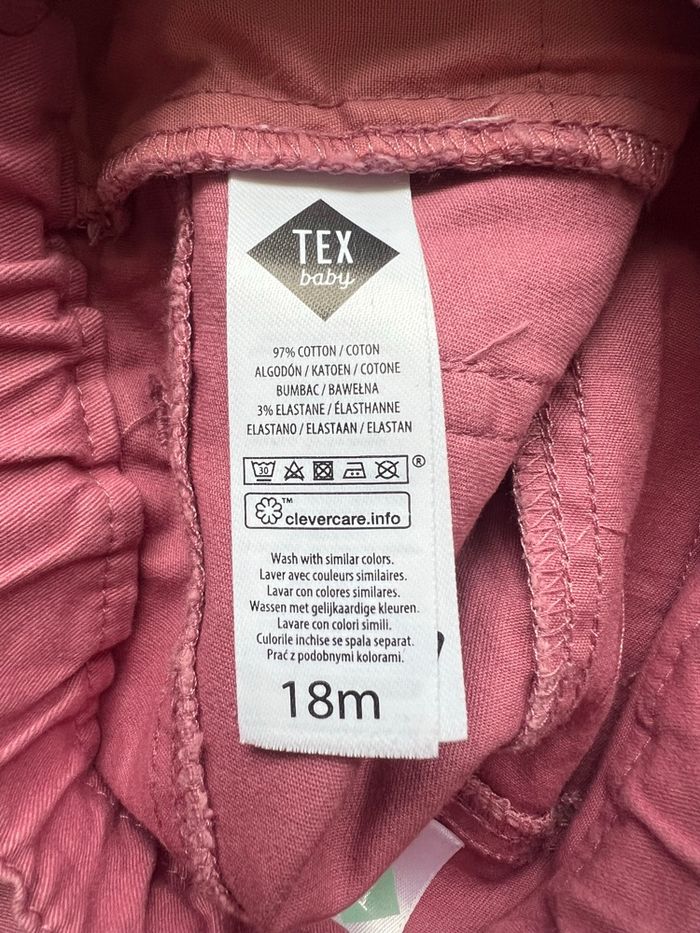 TEX
baby
97% COTTON / COTON
ALGODÓN / KATOEN / COTONE
BUMBAC / BAWEŁNA
3% ELASTANE / ÉLASTHANNE
ELASTANO / ELASTAAN / ELASTAN
30
®
™
clevercare.info
Wash with similar colors.
Laver avec couleurs similaires.
Lavar con colores similares.
Wassen met gelijkaardige kleuren.
Lavare con colori simili.
Culorile inchise se spala separat.
Prać z podobnymi kolorami.
18m